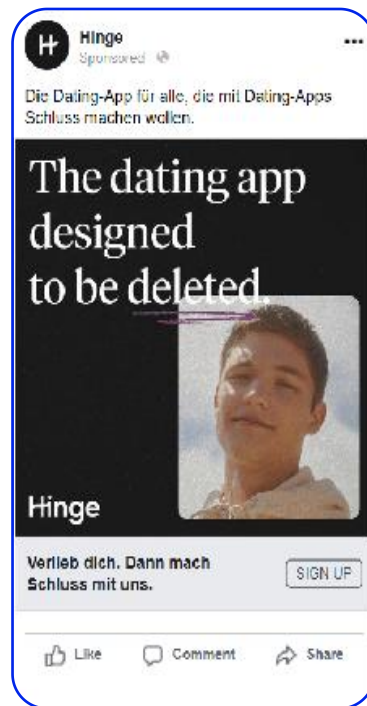 Hinge
Sponsored
Die Dating-App für alle, die mit Dating-Apps
Schluss machen wollen.
The dating app
designed
to be deleted.
Hinge
Verlieb dich. Dann mach
Schluss mit uns.
SIGN UP
Like Comment Share